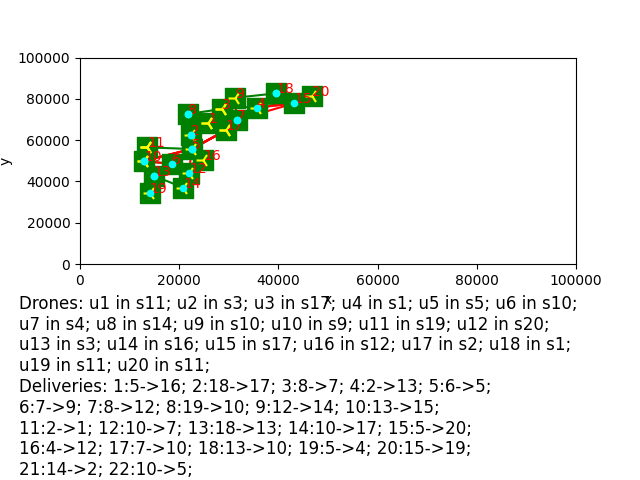 100000
80000
60000
40000
20000
0
y
0 20000 40000 60000 80000 100000
x
Drones: u1 in s11; u2 in s3; u3 in s17; u4 in s1; u5 in s5; u6 in s10;
u7 in s4; u8 in s14; u9 in s10; u10 in s9; u11 in s19; u12 in s20;
u13 in s3; u14 in s16; u15 in s17; u16 in s12; u17 in s2; u18 in s1;
u19 in s11; u20 in s11;
Deliveries: 1:5->16; 2:18->17; 3:8->7; 4:2->13; 5:6->5;
6:7->9; 7:8->12; 8:19->10; 9:12->14; 10:13->15;
11:2->1; 12:10->7; 13:18->13; 14:10->17; 15:5->20;
16:4->12; 17:7->10; 18:13->10; 19:5->4; 20:15->19;
21:14->2; 22:10->5;